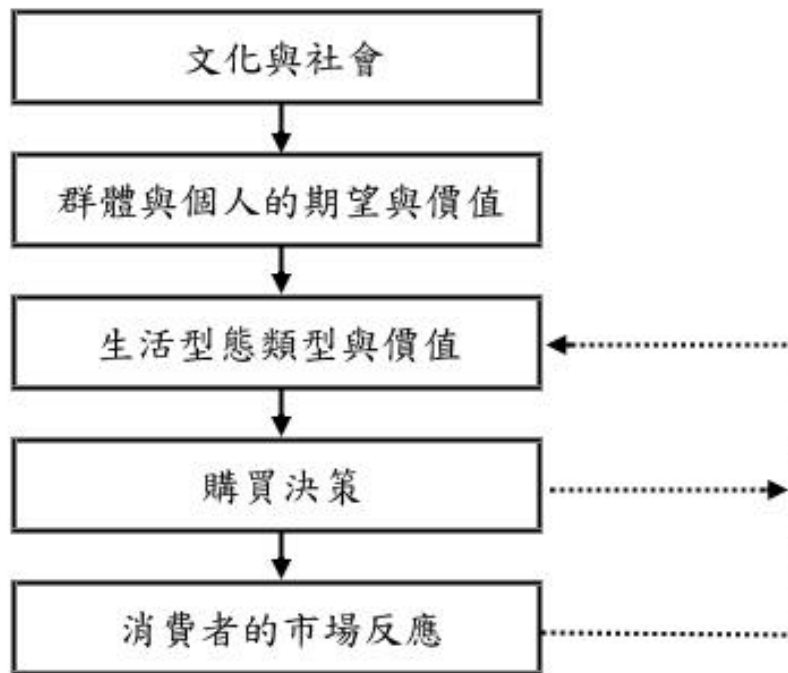 文化與社會
群體與個人的期望與價值
生活型態類型與價值
購買決策
消費者的市場反應